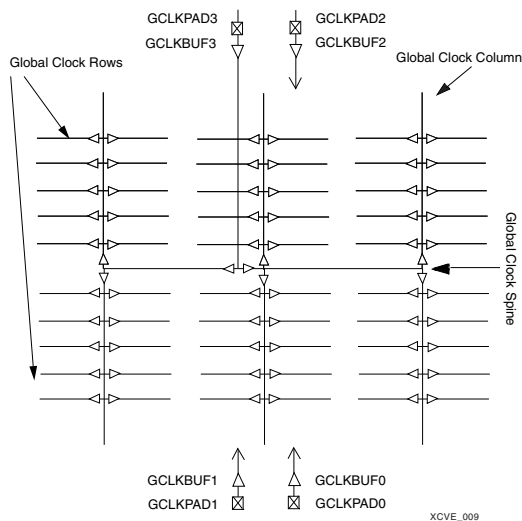 GCLKPAD3
GCLKPAD2
GCLKBUF3
GCLKBUF2
Global Clock Rows
Global Clock Column
Global Clock Spine
GCLKBUF1
GCLKBUF0
GCLKPAD1
GCLKPAD0
XCVE_009